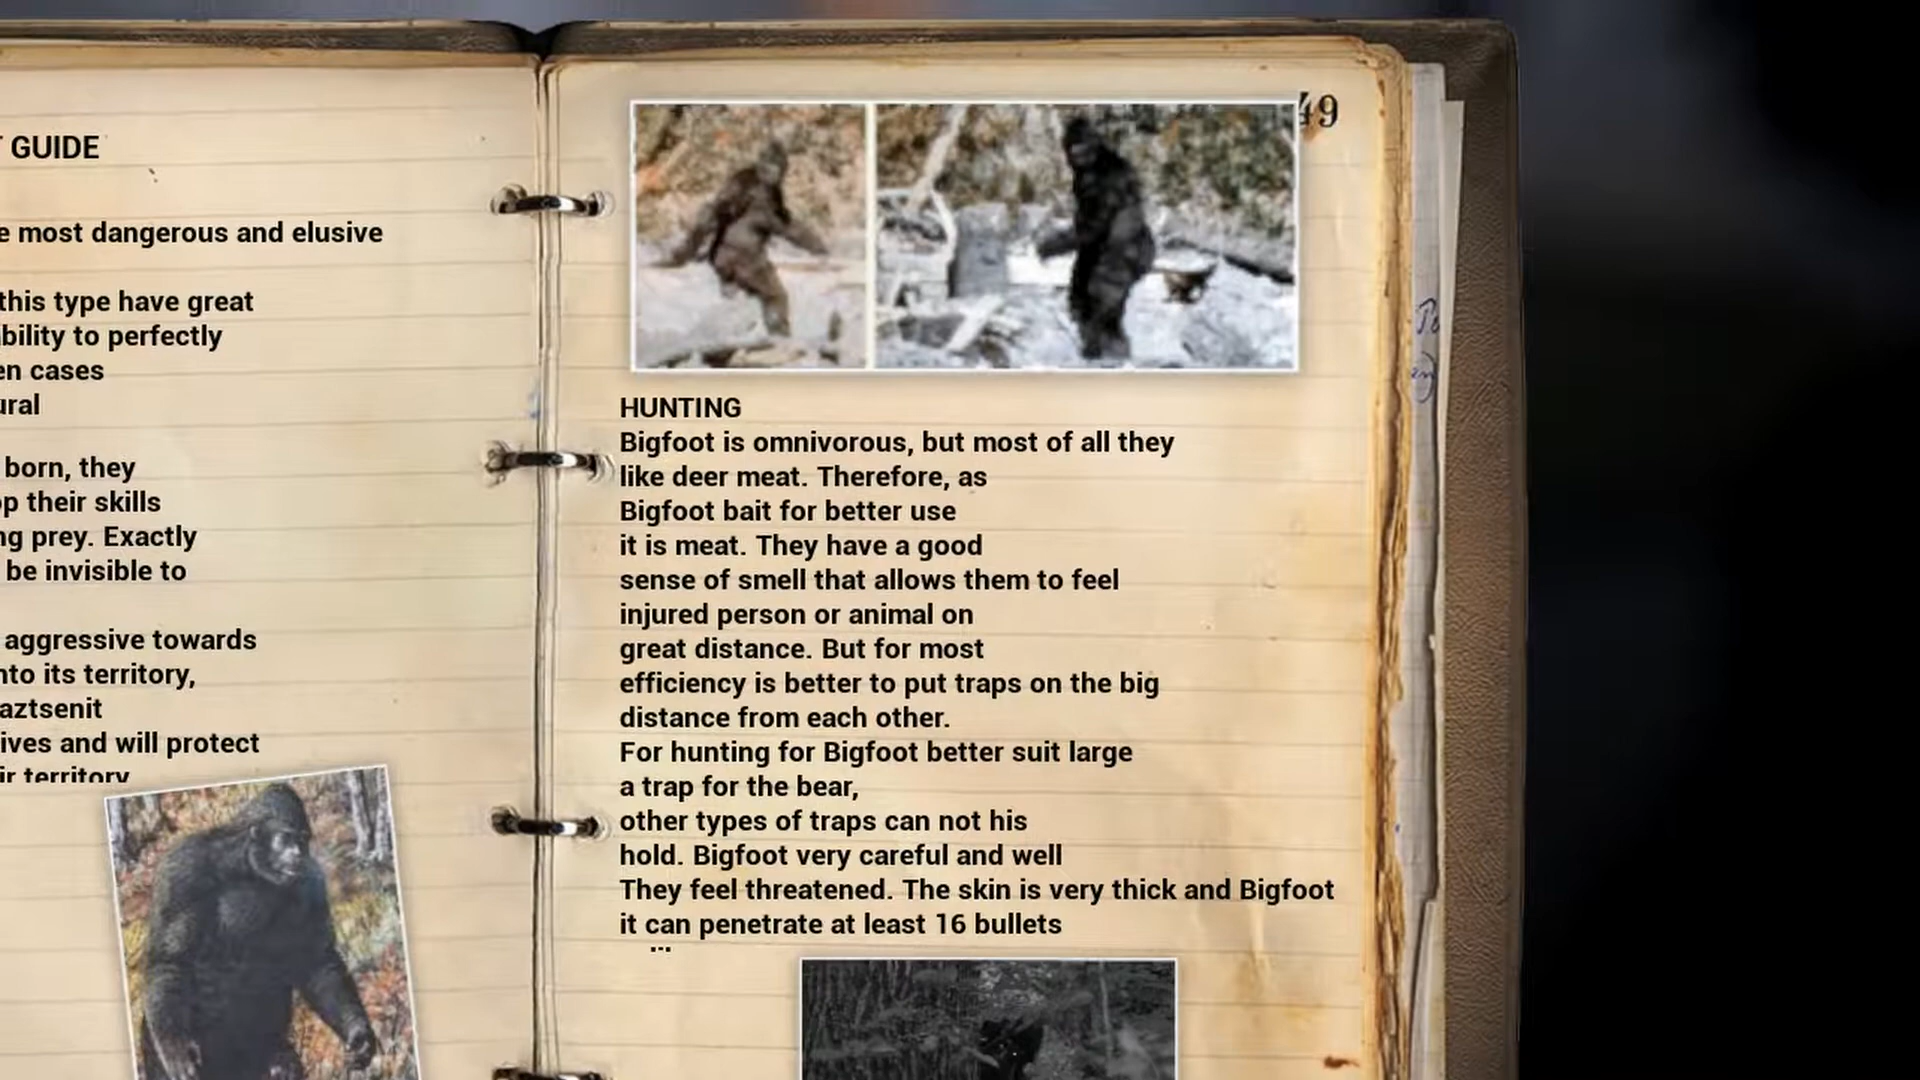 GUIDE
most dangerous and elusive
this type have great
to perfectly
cases
born, they
their skills
prey. Exactly
be invisible to
aggressive towards
its territory,
ives and will protect
territory
49
HUNTING
Bigfoot is omnivorous, but most of all they
like deer meat. Therefore, as
Bigfoot bait for better use
it is meat. They have a good
sense of smell that allows them to feel
injured person or animal on
great distance. But for most
efficiency is better to put traps on the big
distance from each other.
For hunting for Bigfoot better suit large
a trap for the bear,
other types of traps can not his
hold. Bigfoot very careful and well
They feel threatened. The skin is very thick and Bigfoot
it can penetrate at least 16 bullets
...